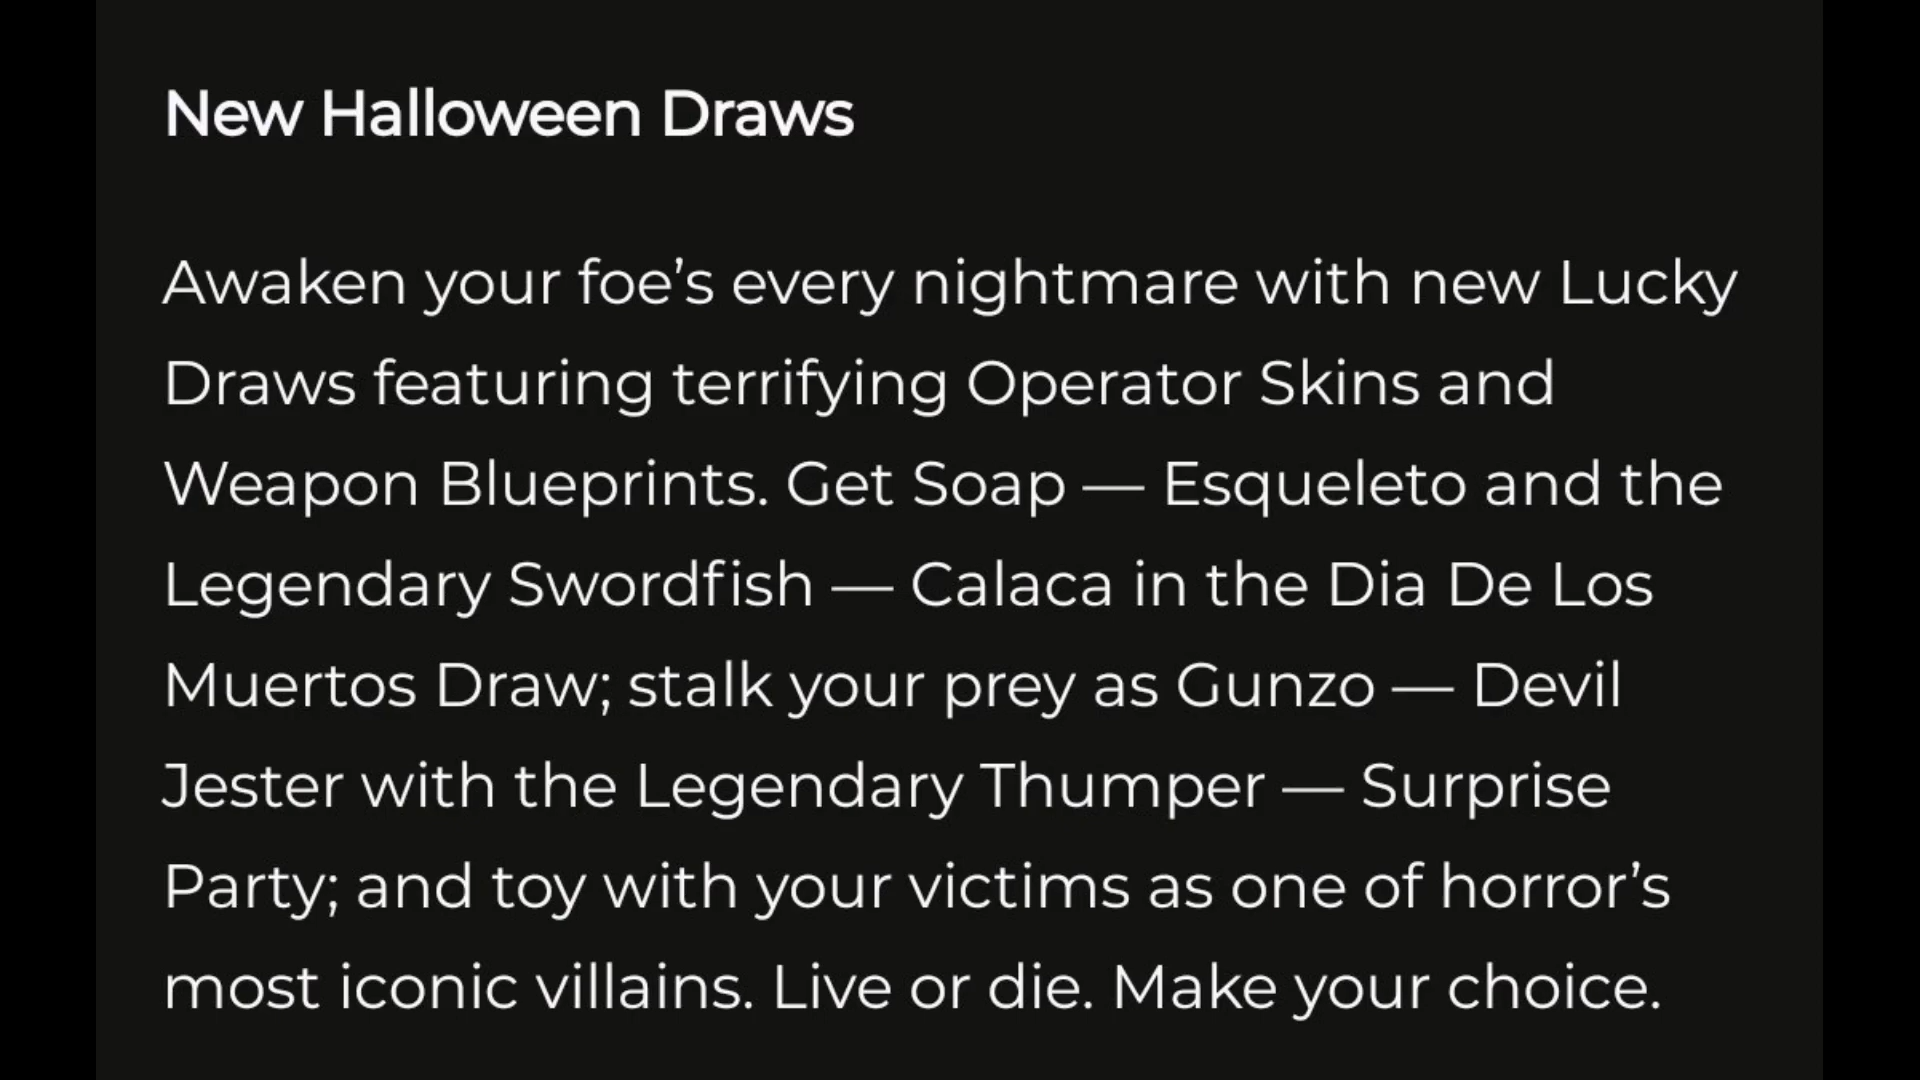 New Halloween Draws
Awaken your foe’s every nightmare with new Lucky
Draws featuring terrifying Operator Skins and
Weapon Blueprints. Get Soap — Esqueleto and the
Legendary Swordfish — Calaca in the Dia De Los
Muertos Draw; stalk your prey as Gunzo — Devil
Jester with the Legendary Thumper — Surprise
Party; and toy with your victims as one of horror’s
most iconic villains. Live or die. Make your choice.